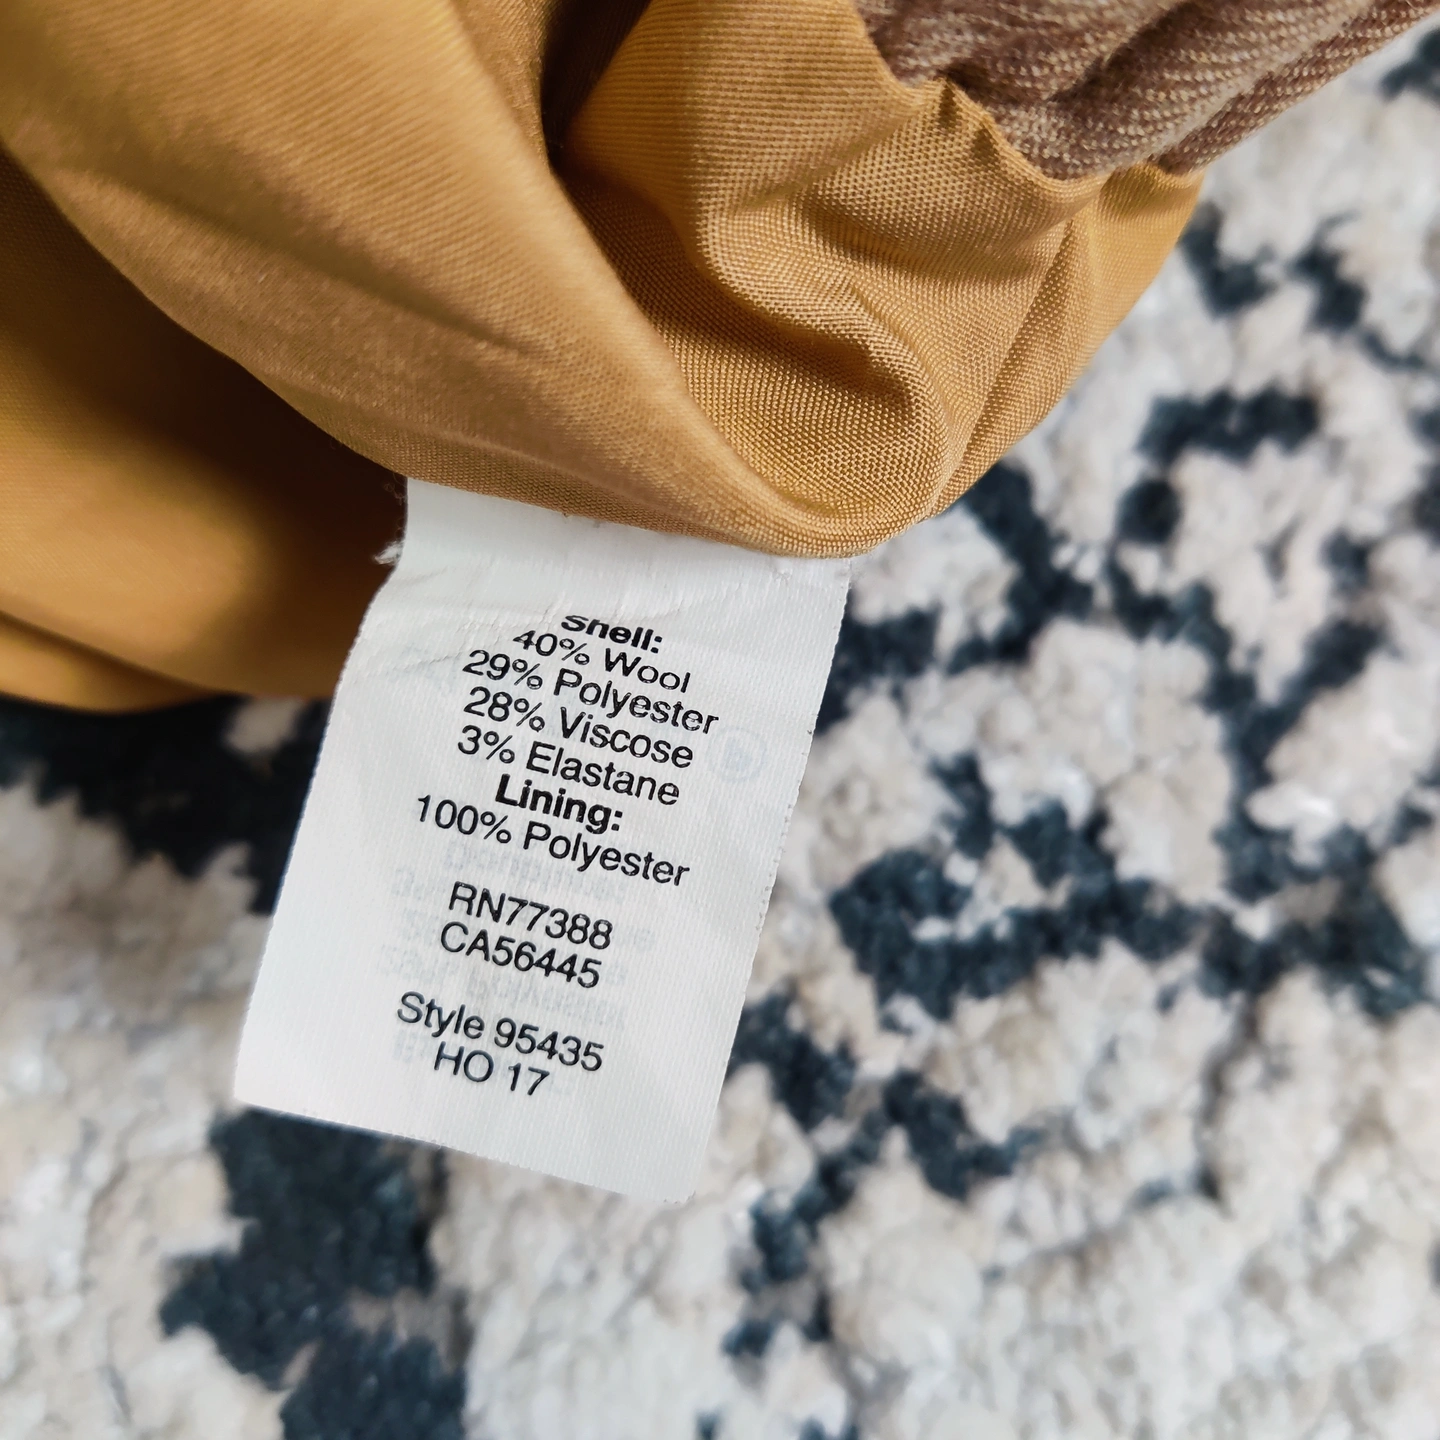 Shell:
40% Wool
29% Polyester
28% Viscose
3% Elastane
Lining:
100% Polyester
RN77388
CA56445
Style 95435
HO 17